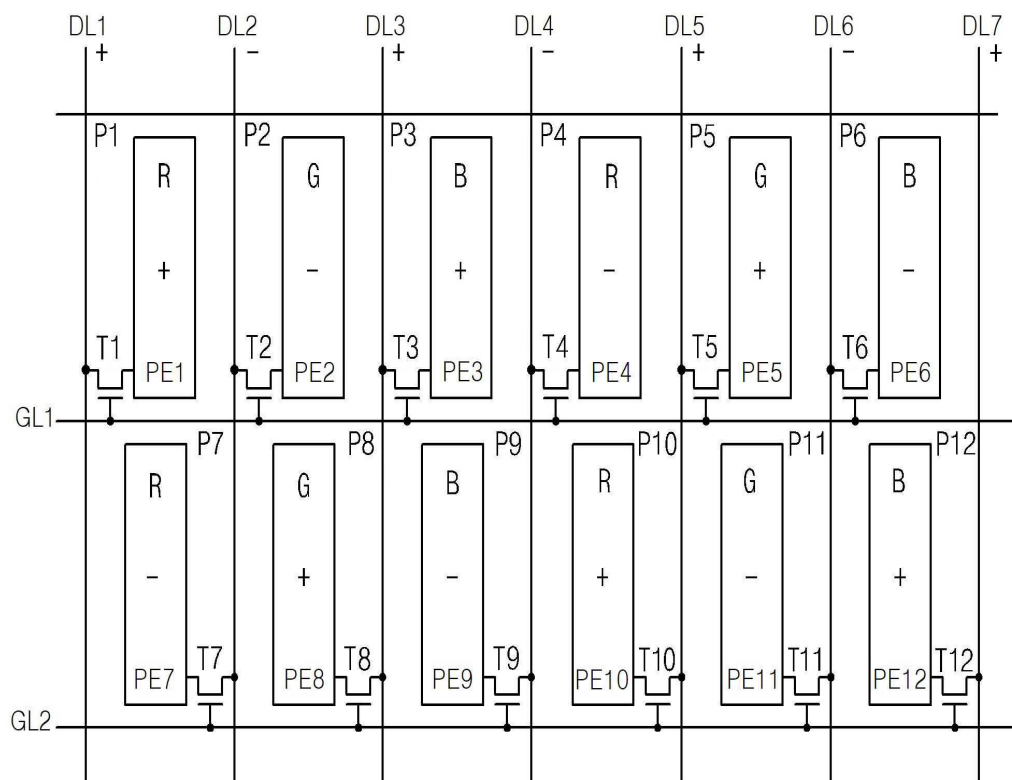 DL1 DL2 DL3 DL4 DL5 DL6 DL7
+ - + - + - +
P1 P2 P3 P4 P5 P6
R G B R G B
+ - + - + -
T1 T2 T3 T4 T5 T6
PE1 PE2 PE3 PE4 PE5 PE6
GL1
P7 P8 P9 P10 P11 P12
R G B R G B
- + - + - +
T7 T8 T9 T10 T11 T12
PE7 PE8 PE9 PE10 PE11 PE12
GL2